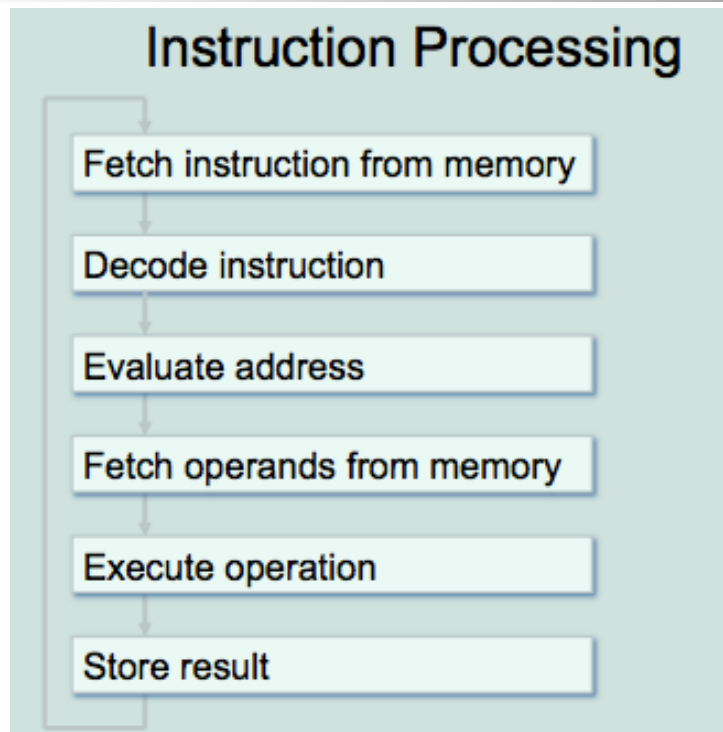 Instruction Processing
Fetch instruction from memory
Decode instruction
Evaluate address
Fetch operands from memory
Execute operation
Store result